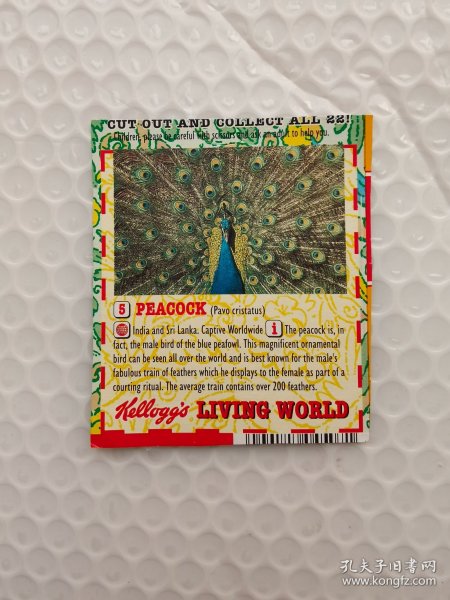 CUT OUT AND COLLECT ALL 22!
Children, please be careful with scissors and ask an adult to help you.
5 PEACOCK (Pavo cristatus)
India and Sri Lanka. Captive Worldwide i The peacock is, in
fact, the male bird of the blue peafowl. This magnificent ornamental
bird can be seen all over the world and is best known for the male's
fabulous train of feathers which he displays to the female as part of a
courting ritual. The average train contains over 200 feathers.
Kellogg's LIVING WORLD
孔夫子旧书网
www.kongfz.com